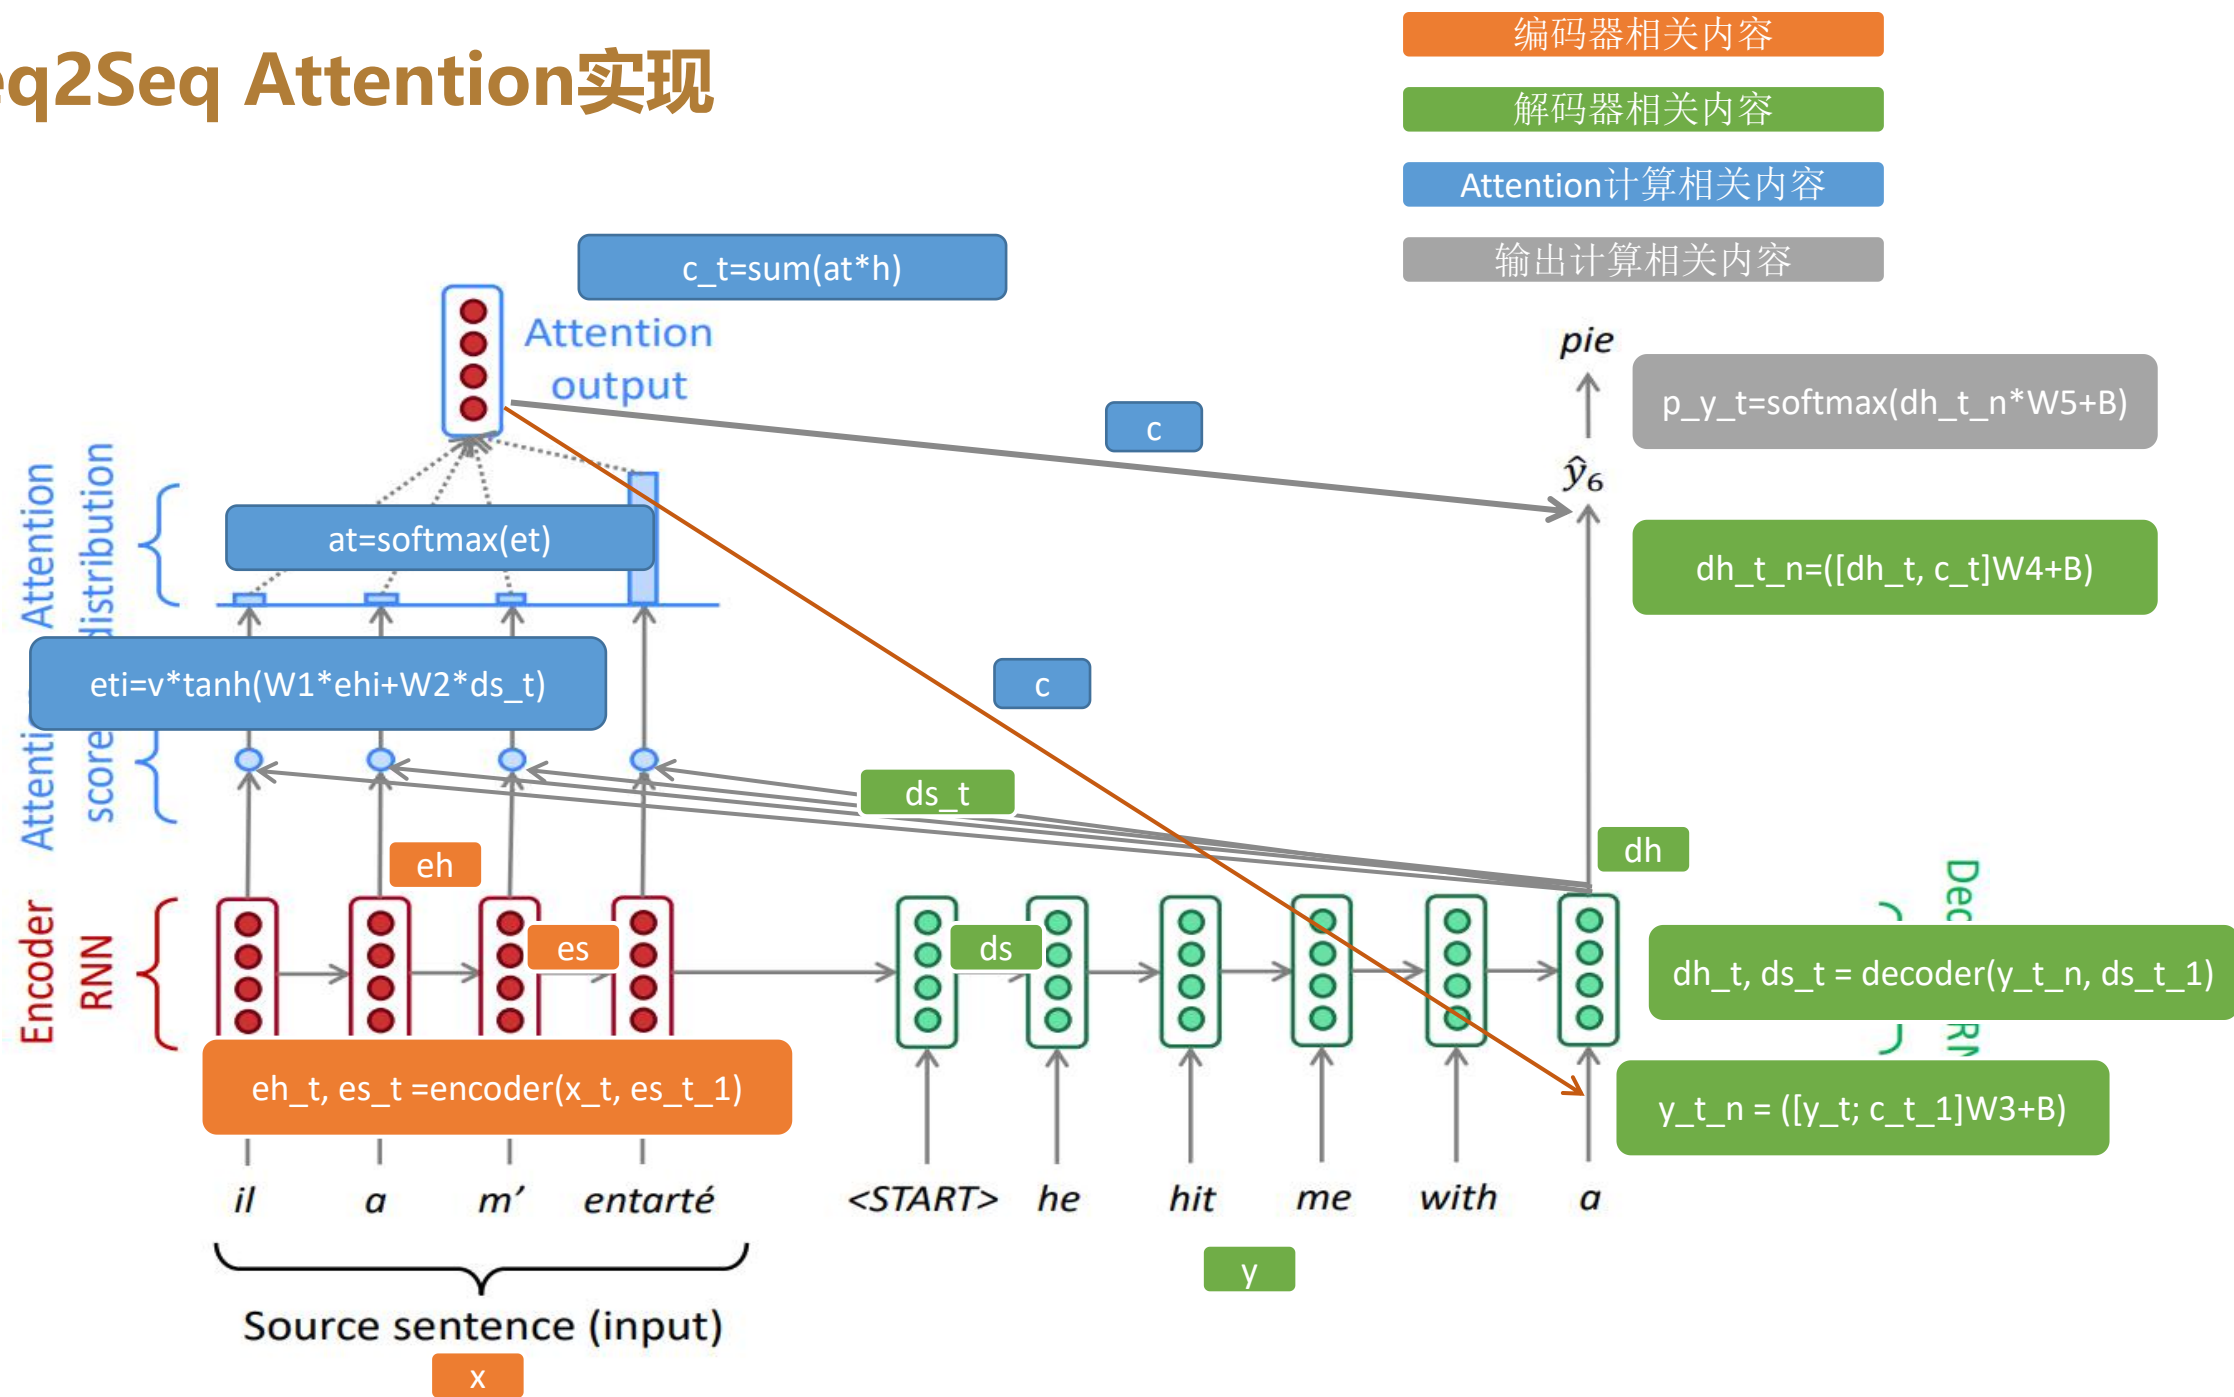 eq2Seq Attention实现
编码器相关内容
解码器相关内容
Attention计算相关内容
输出计算相关内容
c_t=sum(at*h)
Attention
output
c
pie
p_y_t=softmax(dh_t_n*W5+B)
ŷ6
Attention
distribution
at=softmax(et)
dh_t_n=([dh_t, c_t]W4+B)
eti=v*tanh(W1*ehi+W2*ds_t)
c
Attenti
score
ds_t
eh
dh
Encoder
RNN
es
ds
Dec
dh_t, ds_t = decoder(y_t_n, ds_t_1)
eh_t, es_t =encoder(x_t, es_t_1)
y_t_n = ([y_t; c_t_1]W3+B)
il a m’ entarté <START> he hit me with a
y
Source sentence (input)
x